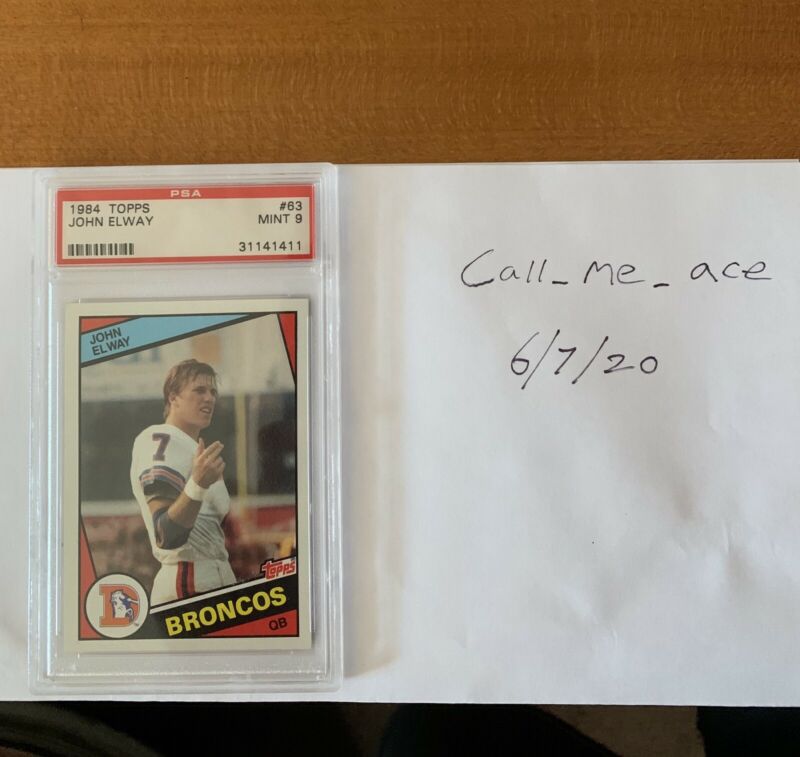 PSA
1984 TOPPS #63
JOHN ELWAY MINT 9
31141411
JOHN
ELWAY
7
topps
D
BRONCOS
QB
Call_me_ace
6/7/20